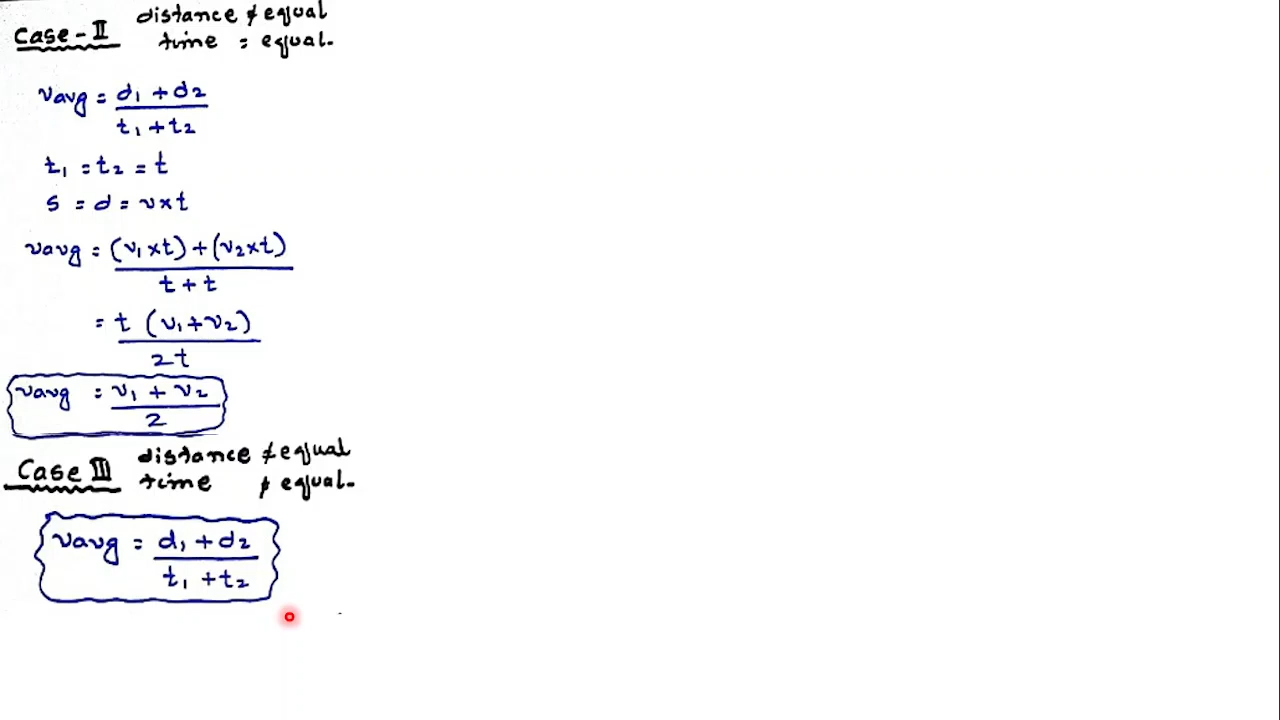 Case - II distance ≠ equal
time = equal.
vavg = d₁ + d₂ / t₁ + t₂
t₁ = t₂ = t
s = d = v×t
vavg = (v₁×t) + (v₂×t) / t + t
= t (v₁+v₂) / 2t
vavg = v₁ + v₂ / 2
Case III distance ≠ equal
time ≠ equal.
vavg = d₁ + d₂ / t₁ + t₂